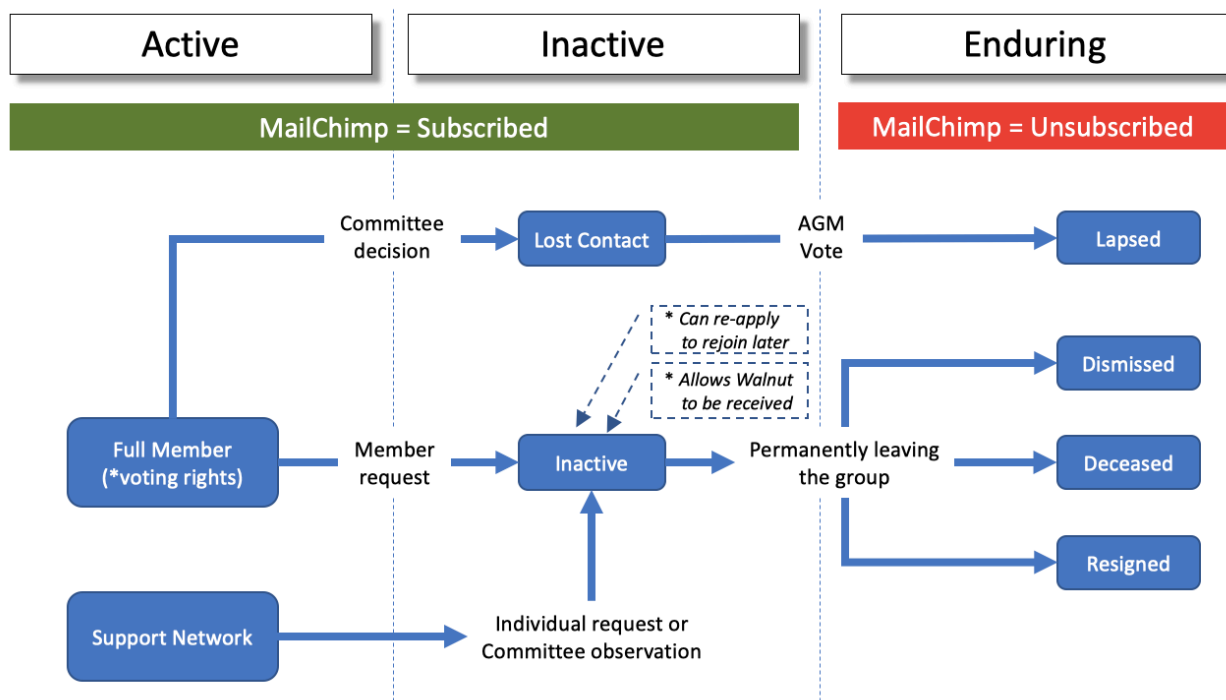 Active
Inactive
Enduring
MailChimp = Subscribed
MailChimp = Unsubscribed
Committee
decision
Lost Contact
AGM
Vote
Lapsed
* Can re-apply
to rejoin later
* Allows Walnut
to be received
Dismissed
Full Member
(*voting rights)
Member
request
Inactive
Permanently leaving
the group
Deceased
Resigned
Support Network
Individual request or
Committee observation